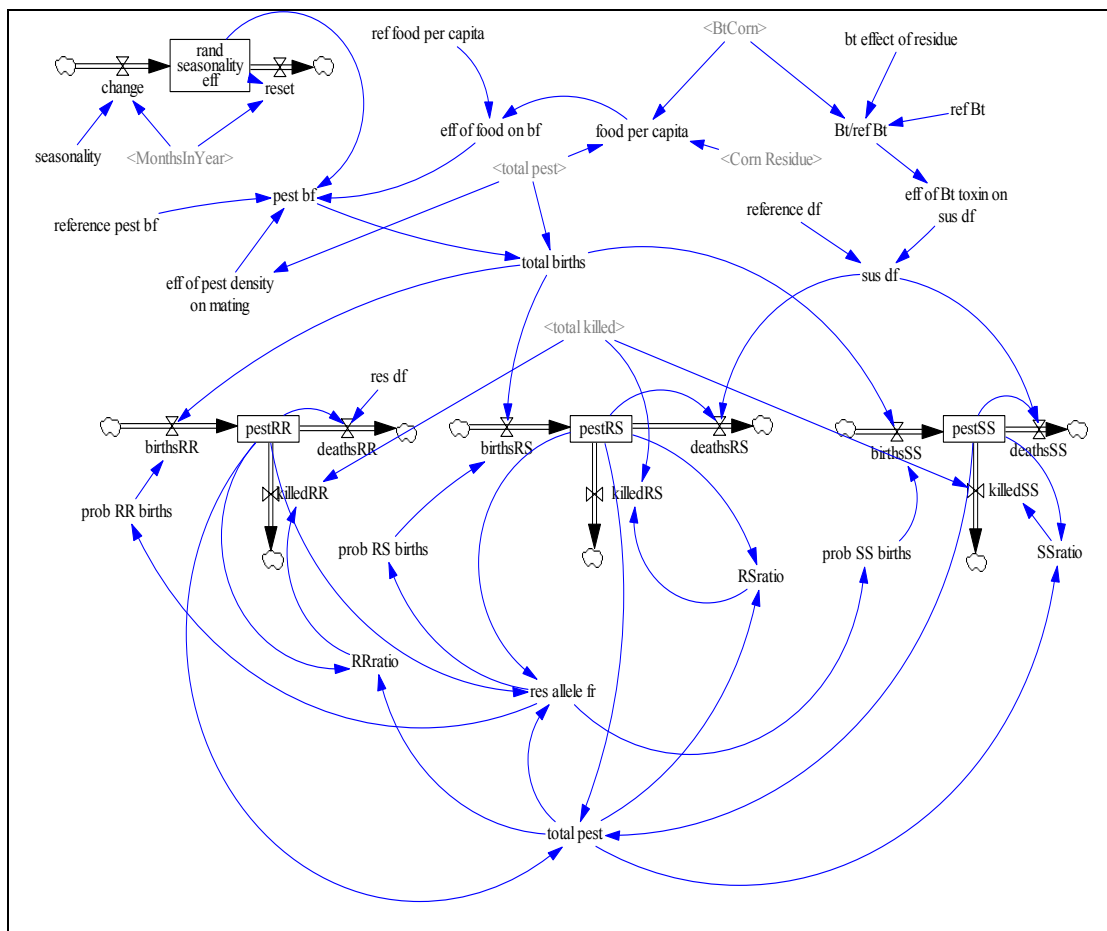 ref food per capita
<BtCorn>
bt effect of residue
rand
seasonality
eff
change
reset
ref Bt
eff of food on bf
food per capita
Bt/ref Bt
seasonality
<MonthsInYear>
<total pest>
<Corn Residue>
pest bf
reference pest bf
eff of Bt toxin on
sus df
reference df
total births
sus df
eff of pest density
on mating
<total killed>
res df
pestRR
pestRS
pestSS
birthsRR
deathsRR
birthsRS
deathsRS
birthsSS
deathsSS
killedRR
killedRS
killedSS
prob RR births
prob RS births
prob SS births
SSratio
RSratio
RRratio
res allele fr
total pest